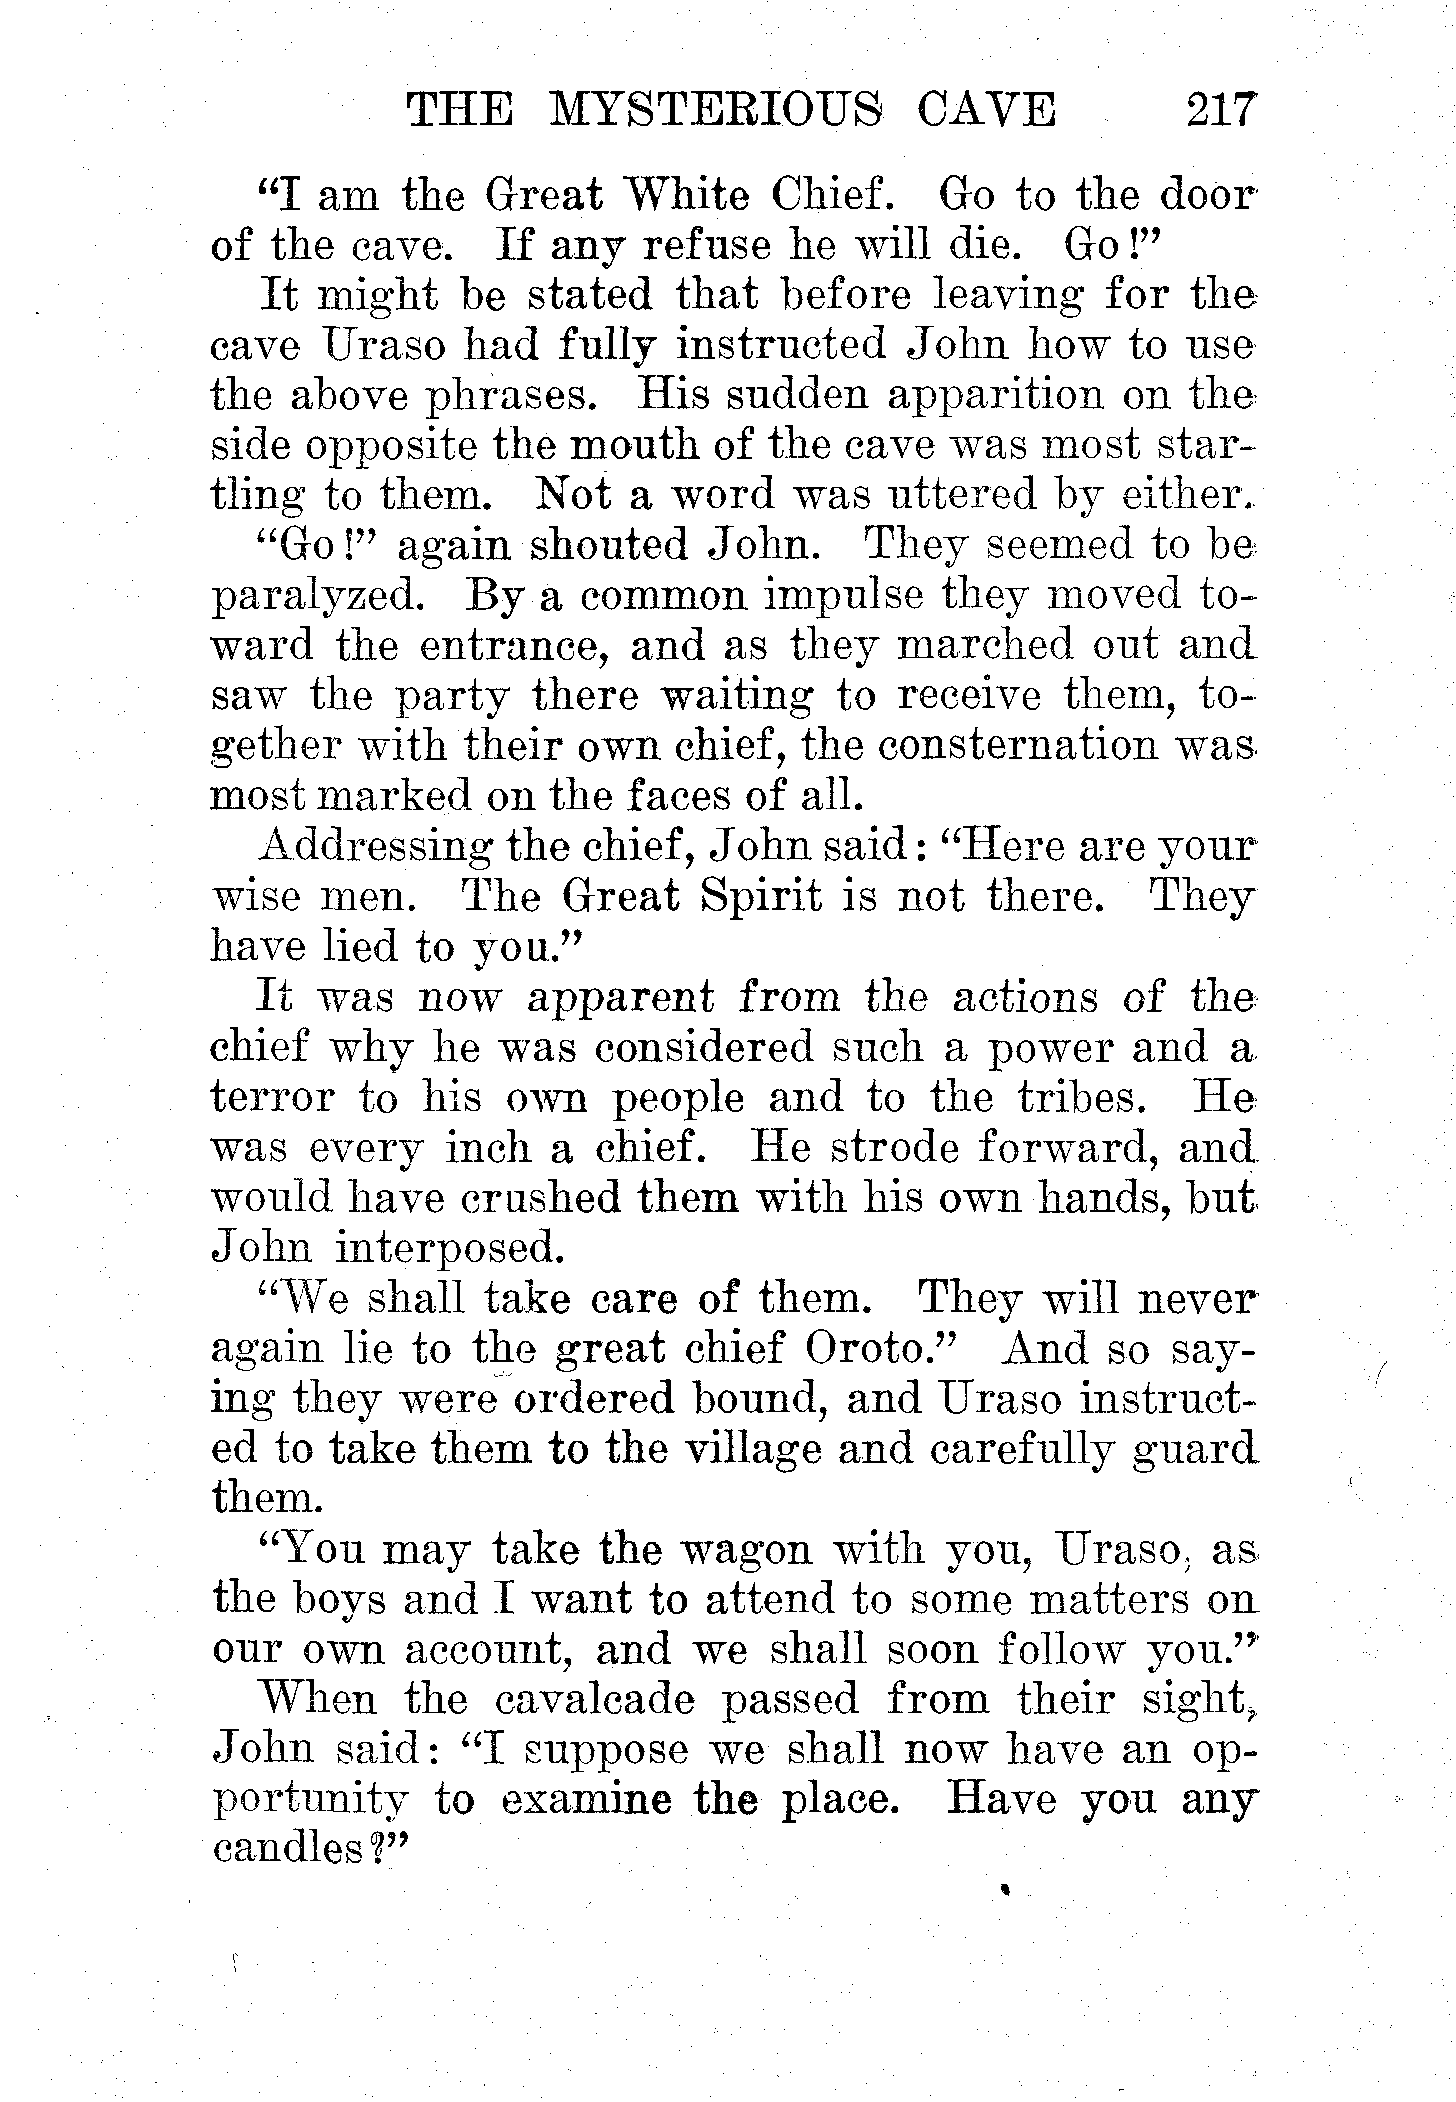 THE MYSTERIOUS CAVE 217
“I am the Great White Chief. Go to the door
of the cave. If any refuse he will die. Go!”
It might be stated that before leaving for the
cave Uraso had fully instructed John how to use
the above phrases. His sudden apparition on the
side opposite the mouth of the cave was most star-
tling to them. Not a word was uttered by either.
“Go!” again shouted John. They seemed to be
paralyzed. By a common impulse they moved to-
ward the entrance, and as they marched out and
saw the party there waiting to receive them, to-
gether with their own chief, the consternation was
most marked on the faces of all.
Addressing the chief, John said: “Here are your
wise men. The Great Spirit is not there. They
have lied to you.”
It was now apparent from the actions of the
chief why he was considered such a power and a
terror to his own people and to the tribes. He
was every inch a chief. He strode forward, and
would have crushed them with his own hands, but
John interposed.
“We shall take care of them. They will never
again lie to the great chief Oroto.” And so say-
ing they were ordered bound, and Uraso instruct-
ed to take them to the village and carefully guard
them.
“You may take the wagon with you, Uraso, as
the boys and I want to attend to some matters on
our own account, and we shall soon follow you.”
When the cavalcade passed from their sight,
John said: “I suppose we shall now have an op-
portunity to examine the place. Have you any
candles?”